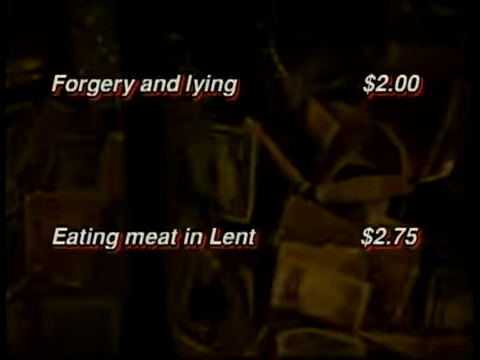 Forgery and lying $2.00
Eating meat in Lent $2.75